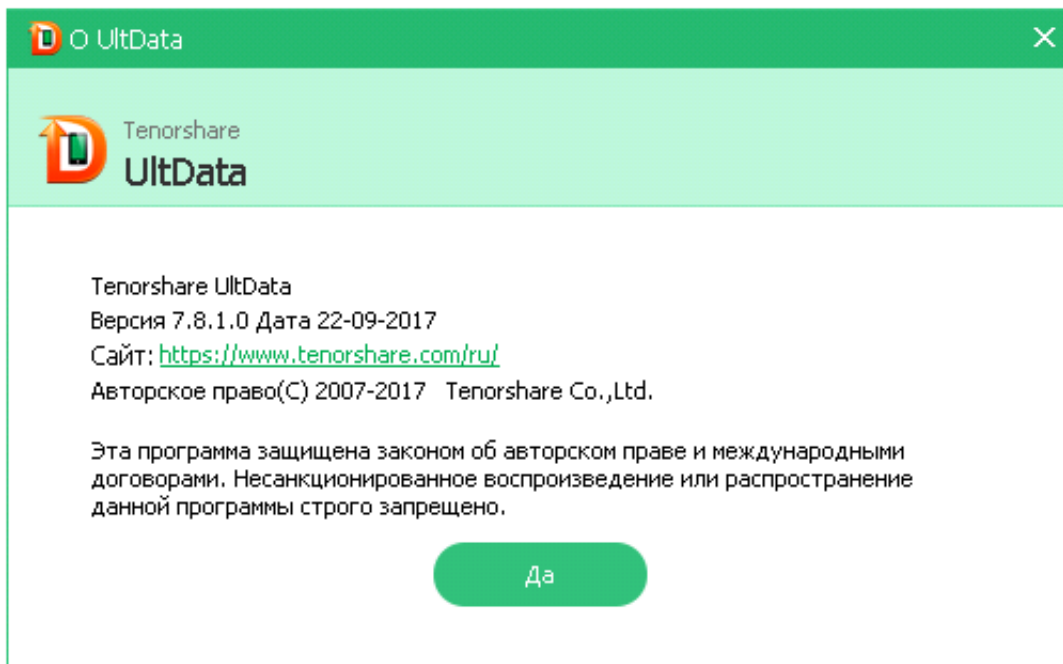 О UltData
Tenorshare
UltData
Tenorshare UltData
Версия 7.8.1.0 Дата 22-09-2017
Сайт: https://www.tenorshare.com/ru/
Авторское право(C) 2007-2017 Tenorshare Co.,Ltd.
Эта программа защищена законом об авторском праве и международными
договорами. Несанкционированное воспроизведение или распространение
данной программы строго запрещено.
Да